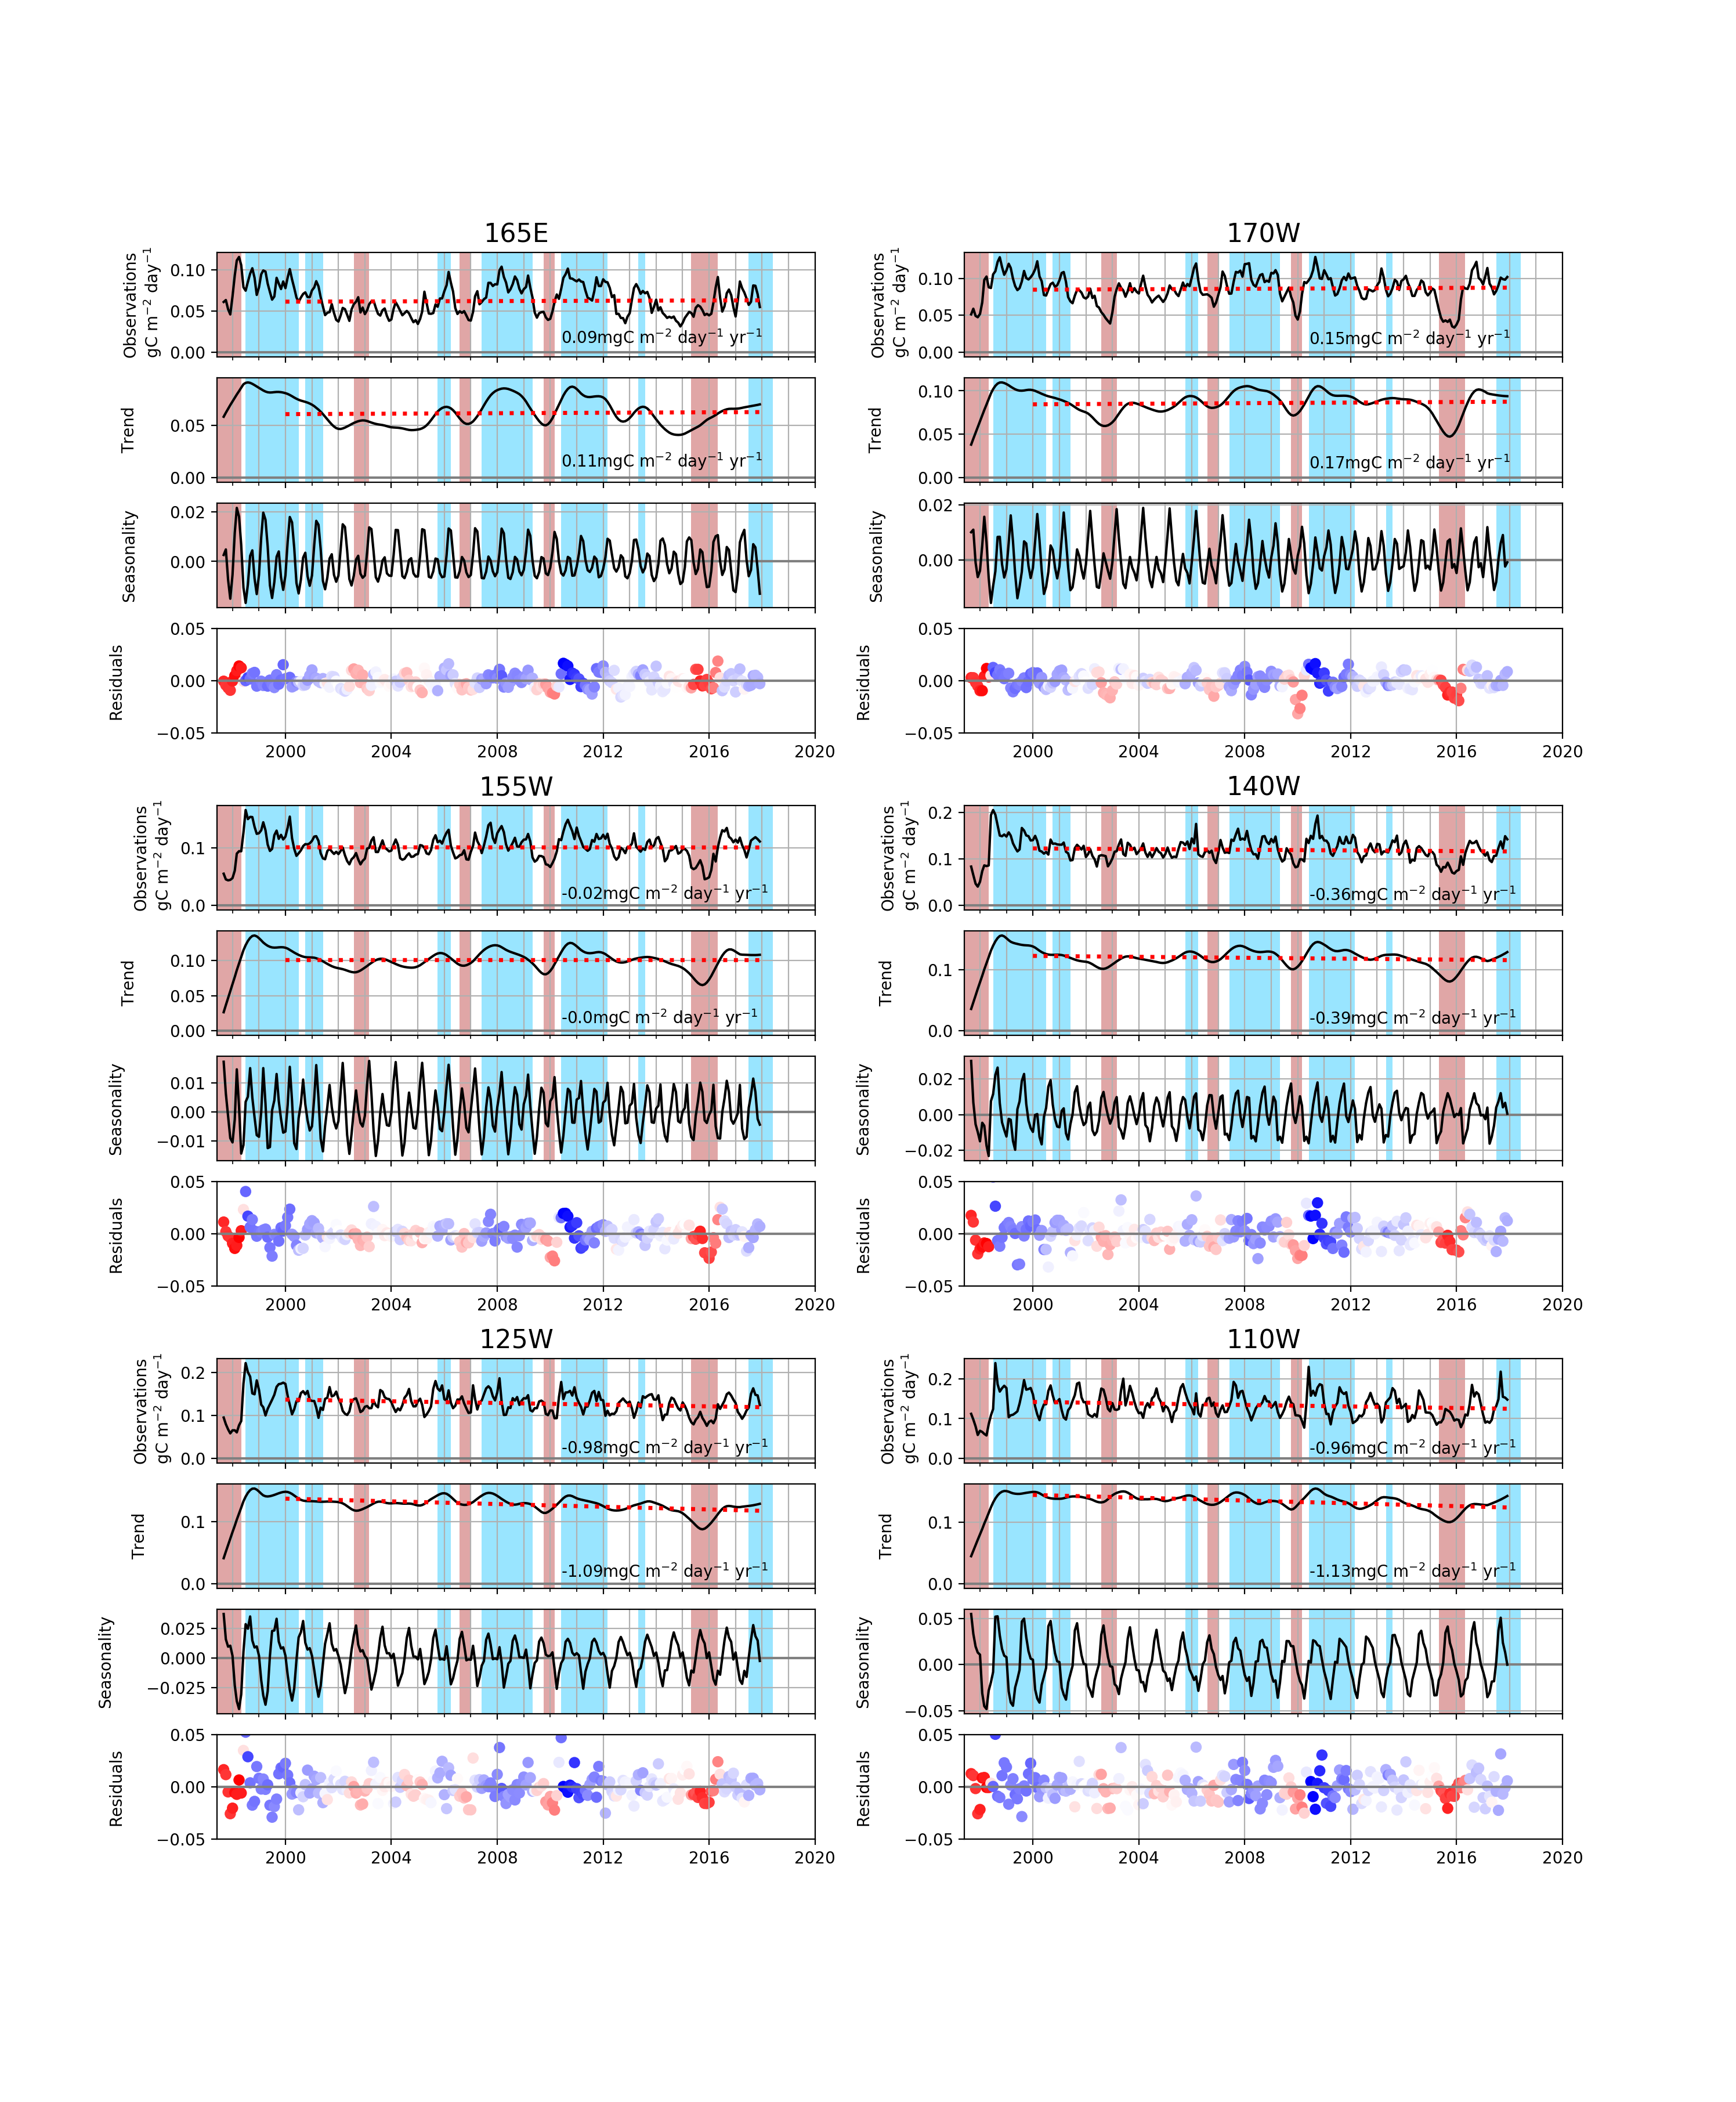 165E
Observations
gC m⁻² day⁻¹
0.10
0.05
0.00
0.09mgC m⁻² day⁻¹ yr⁻¹
Trend
0.05
0.00
0.11mgC m⁻² day⁻¹ yr⁻¹
Seasonality
0.02
0.00
Residuals
0.05
0.00
−0.05
2000 2004 2008 2012 2016 2020
170W
Observations
gC m⁻² day⁻¹
0.10
0.05
0.00
0.15mgC m⁻² day⁻¹ yr⁻¹
Trend
0.10
0.05
0.00
0.17mgC m⁻² day⁻¹ yr⁻¹
Seasonality
0.02
0.00
Residuals
0.05
0.00
−0.05
2000 2004 2008 2012 2016 2020
155W
Observations
gC m⁻² day⁻¹
0.1
0.0
-0.02mgC m⁻² day⁻¹ yr⁻¹
Trend
0.10
0.05
0.00
-0.0mgC m⁻² day⁻¹ yr⁻¹
Seasonality
0.01
0.00
−0.01
Residuals
0.05
0.00
−0.05
2000 2004 2008 2012 2016 2020
140W
Observations
gC m⁻² day⁻¹
0.2
0.1
0.0
-0.36mgC m⁻² day⁻¹ yr⁻¹
Trend
0.1
0.0
-0.39mgC m⁻² day⁻¹ yr⁻¹
Seasonality
0.02
0.00
−0.02
Residuals
0.05
0.00
−0.05
2000 2004 2008 2012 2016 2020
125W
Observations
gC m⁻² day⁻¹
0.2
0.1
0.0
-0.98mgC m⁻² day⁻¹ yr⁻¹
Trend
0.1
0.0
-1.09mgC m⁻² day⁻¹ yr⁻¹
Seasonality
0.025
0.000
−0.025
Residuals
0.05
0.00
−0.05
2000 2004 2008 2012 2016 2020
110W
Observations
gC m⁻² day⁻¹
0.2
0.1
0.0
-0.96mgC m⁻² day⁻¹ yr⁻¹
Trend
0.1
0.0
-1.13mgC m⁻² day⁻¹ yr⁻¹
Seasonality
0.05
0.00
−0.05
Residuals
0.05
0.00
−0.05
2000 2004 2008 2012 2016 2020